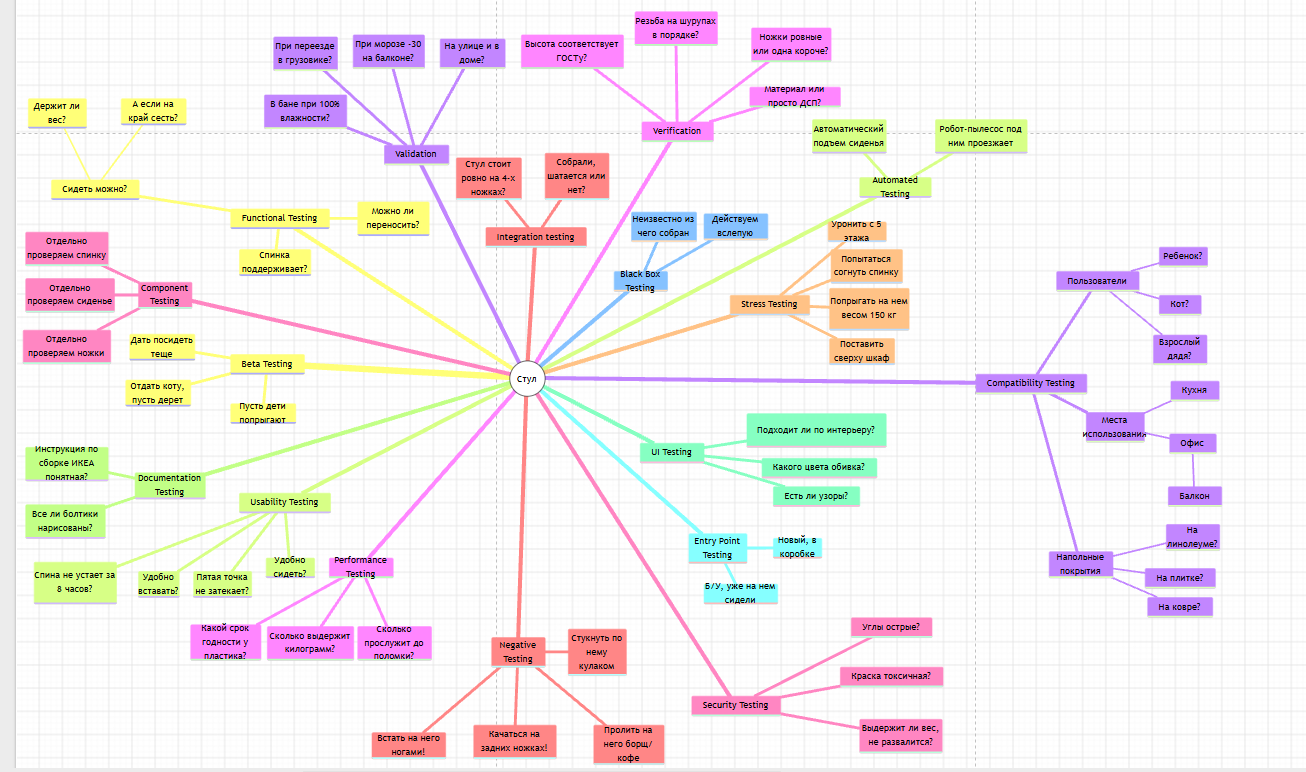 При переезде
в грузовике?
При морозе -30
на балконе?
На улице и в
доме?
В бане при 100%
влажности?
Validation
Высота соответствует
ГОСТу?
Резьба на шурупах
в порядке?
Ножки ровные
или одна короче?
Материал или
просто ДСП?
Verification
Держит ли
вес?
А если на
край сесть?
Сидеть можно?
Functional Testing
Можно ли
переносить?
Спинка
поддерживает?
Стул стоит
ровно на 4-х
ножках?
Собрали,
шатается или
нет?
Integration testing
Автоматический
подъем сиденья
Робот-пылесос под
ним проезжает
Automated
Testing
Неизвестно из
чего собран
Действуем
вслепую
Black Box
Testing
Уронить с 5
этажа
Попытаться
согнуть спинку
Попрыгать на нем
весом 150 кг
Поставить
сверху шкаф
Stress Testing
Отдельно
проверяем спинку
Отдельно
проверяем сиденье
Отдельно
проверяем ножки
Component
Testing
Дать посидеть
теще
Отдать коту,
пусть дерет
Пусть дети
попрыгают
Beta Testing
Стул
Ребенок?
Пользователи
Кот?
Взрослый
дядя?
Compatibility Testing
Кухня
Места
использования
Офис
Балкон
На
линолеуме?
Напольные
покрытия
На плитке?
На ковре?
Подходит ли по интерьеру?
UI Testing
Какого цвета обивка?
Есть ли узоры?
Инструкция по
сборке ИКЕА
понятная?
Documentation
Testing
Все ли болтики
нарисованы?
Usability Testing
Спина не устает за
8 часов?
Удобно
вставать?
Пятая точка
не затекает?
Удобно
сидеть?
Performance
Testing
Какой срок
годности у
пластика?
Сколько выдержит
килограмм?
Сколько
прослужит до
поломки?
Entry Point
Testing
Новый, в
коробке
Б/У, уже на нем
сидели
Negative
Testing
Стукнуть по
нему
кулаком
Встать на него
ногами!
Качаться на
задних ножках!
Пролить на
него борщ/
кофе
Углы острые?
Краска токсичная?
Security Testing
Выдержит ли вес,
не развалится?